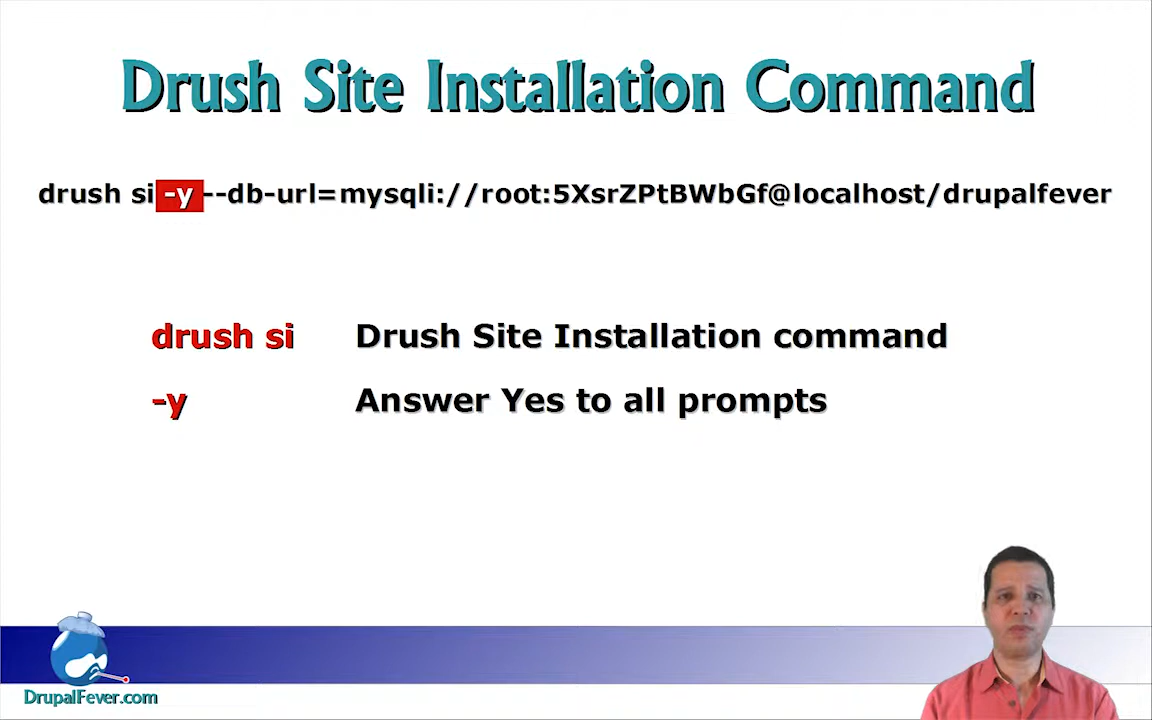 Drush Site Installation Command
drush si -y --db-url=mysqli://root:5XsrZPtBWbGf@localhost/drupalfever
drush si Drush Site Installation command
-y Answer Yes to all prompts
DrupalFever.com